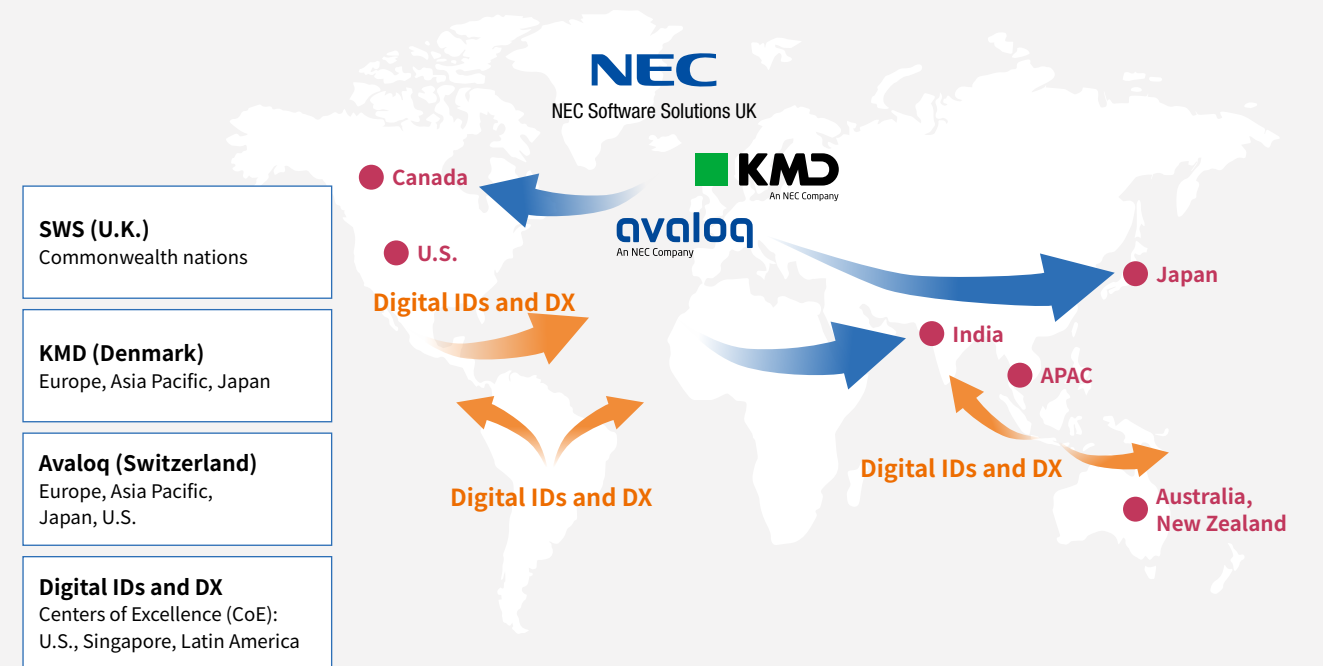 NEC
NEC Software Solutions UK
KMD
An NEC Company
avaloq
An NEC Company
Canada
U.S.
Digital IDs and DX
Japan
India
APAC
Digital IDs and DX
Digital IDs and DX
Australia,
New Zealand
SWS (U.K.)
Commonwealth nations
KMD (Denmark)
Europe, Asia Pacific, Japan
Avaloq (Switzerland)
Europe, Asia Pacific,
Japan, U.S.
Digital IDs and DX
Centers of Excellence (CoE):
U.S., Singapore, Latin America